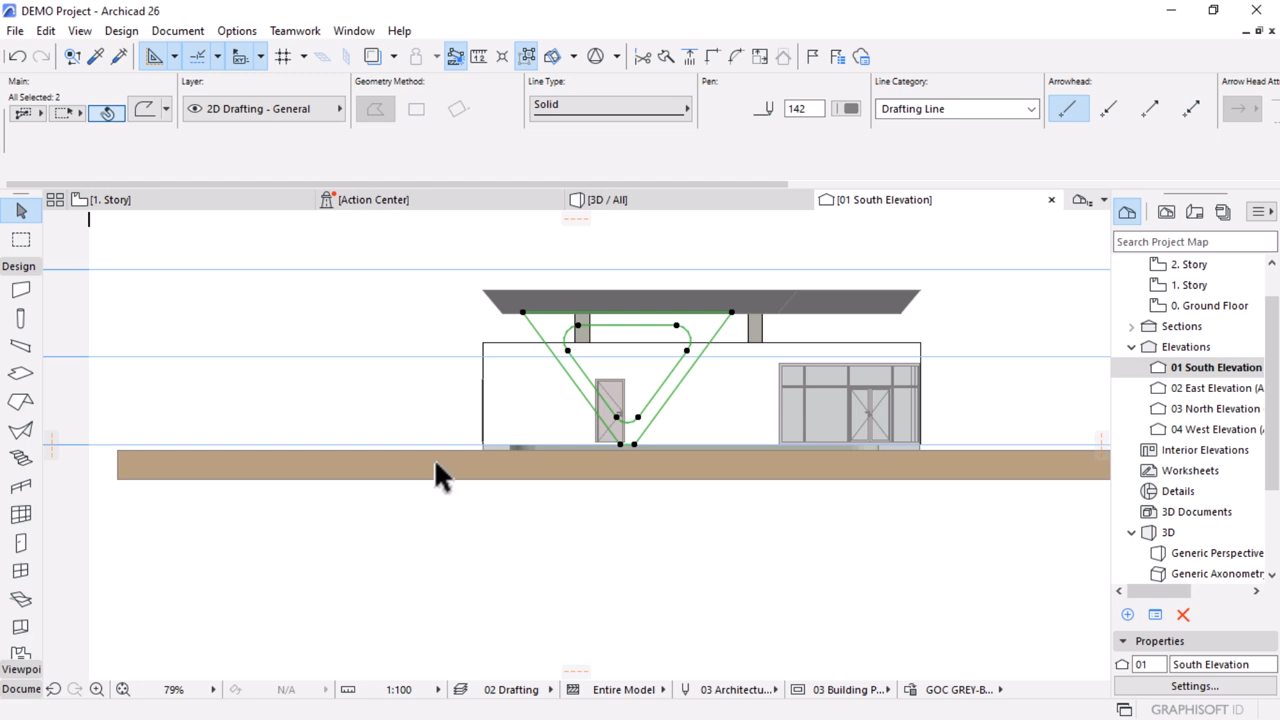 DEMO Project - Archicad 26
File Edit View Design Document Options Teamwork Window Help
Main: Layer: Geometry Method: Line Type: Pen: Line Category: Arrowhead: Arrow Head Att
All Selected: 2
2D Drafting - General Solid 142 Drafting Line
[1. Story] [Action Center] [3D / All] [01 South Elevation]
Search Project Map
Design
2. Story
1. Story
0. Ground Floor
Sections
Elevations
01 South Elevation
02 East Elevation (A
03 North Elevation
04 West Elevation (A
Interior Elevations
Worksheets
Details
3D Documents
3D
Generic Perspective
Generic Axonomet
Properties
01 South Elevation
Viewpoi
Settings...
Docume 79% N/A 1:100 02 Drafting Entire Model 03 Architectu... 03 Building P... GOC GREY-B...
GRAPHISOFT ID